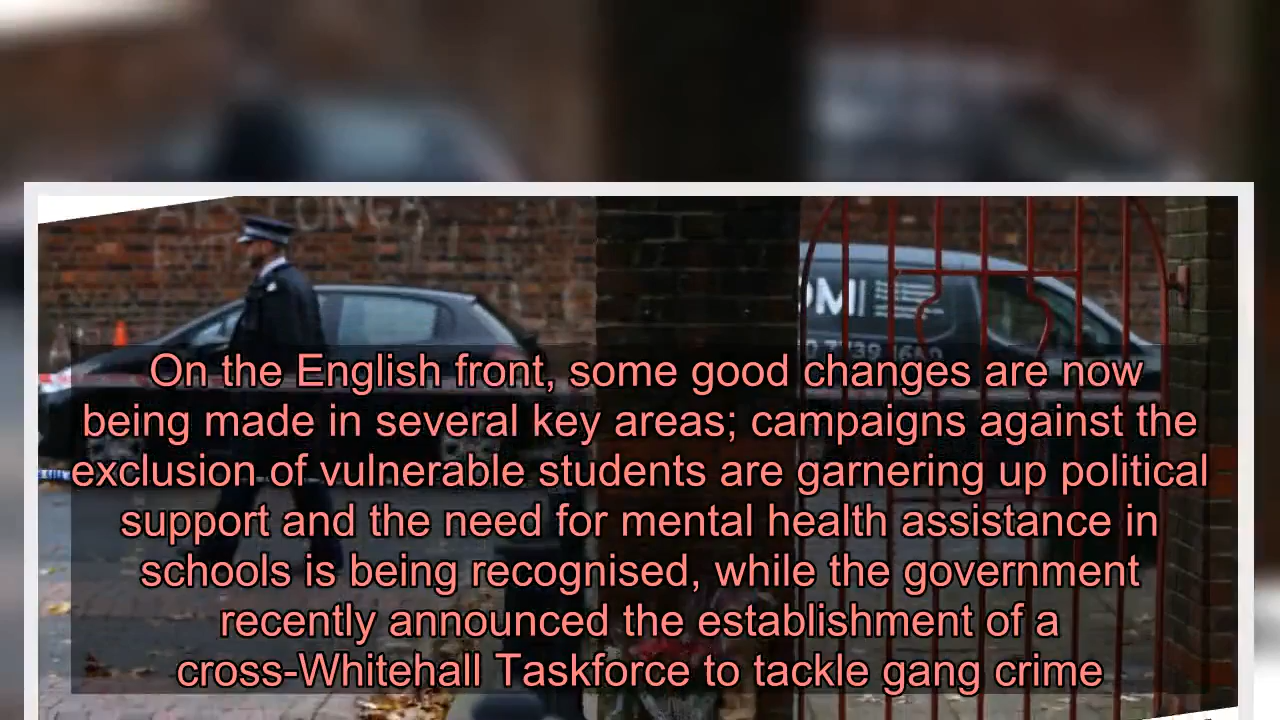 On the English front, some good changes are now
being made in several key areas; campaigns against the
exclusion of vulnerable students are garnering up political
support and the need for mental health assistance in
schools is being recognised, while the government
recently announced the establishment of a
cross-Whitehall Taskforce to tackle gang crime